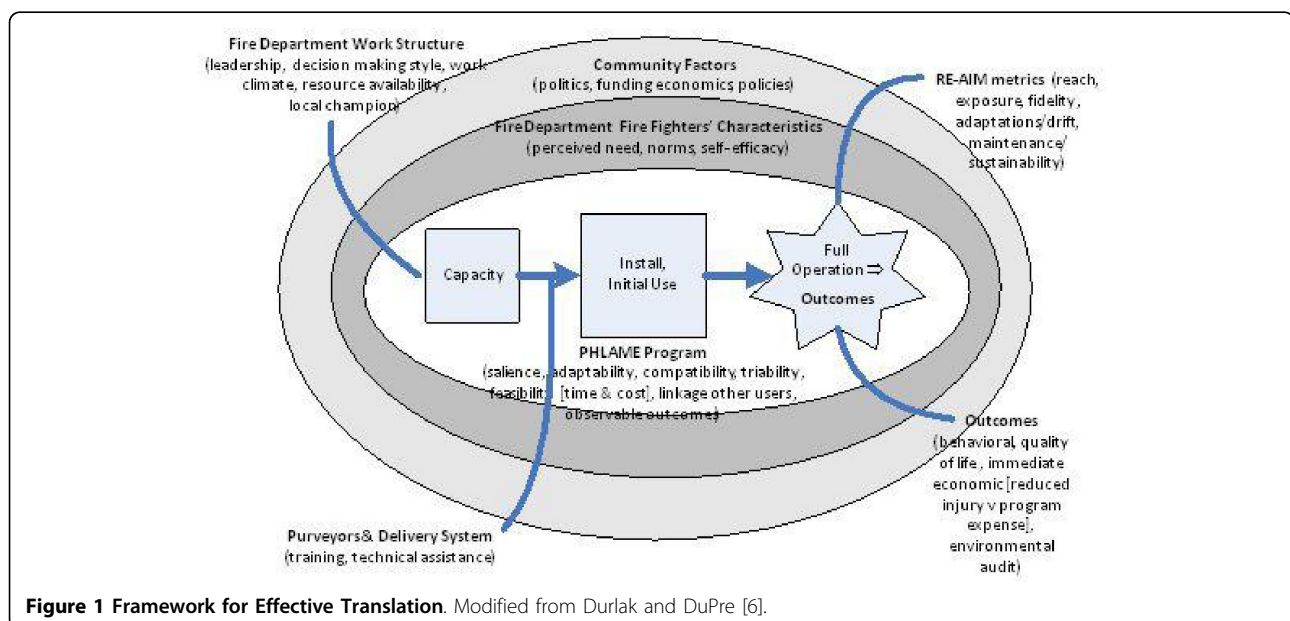 Fire Department Work Structure
(leadership, decision making style, work
climate, resource availability,
local champion)
Community Factors
(politics, funding economics, policies)
RE-AIM metrics (reach,
exposure, fidelity,
adaptations/drift,
maintenance/
sustainability)
Fire Department Fire Fighters' Characteristics
(perceived need, norms, self-efficacy)
Capacity
Install,
Initial Use
Full
Operation ⇒
Outcomes
PHLAME Program
(salience, adaptability, compatibility, triability,
feasibility [time & cost], linkage other users,
observable outcomes)
Purveyors & Delivery System
(training, technical assistance)
Outcomes
(behavioral, quality
of life, immediate
economic [reduced
injury v program
expense],
environmental
audit)
Figure 1 Framework for Effective Translation. Modified from Durlak and DuPre [6].